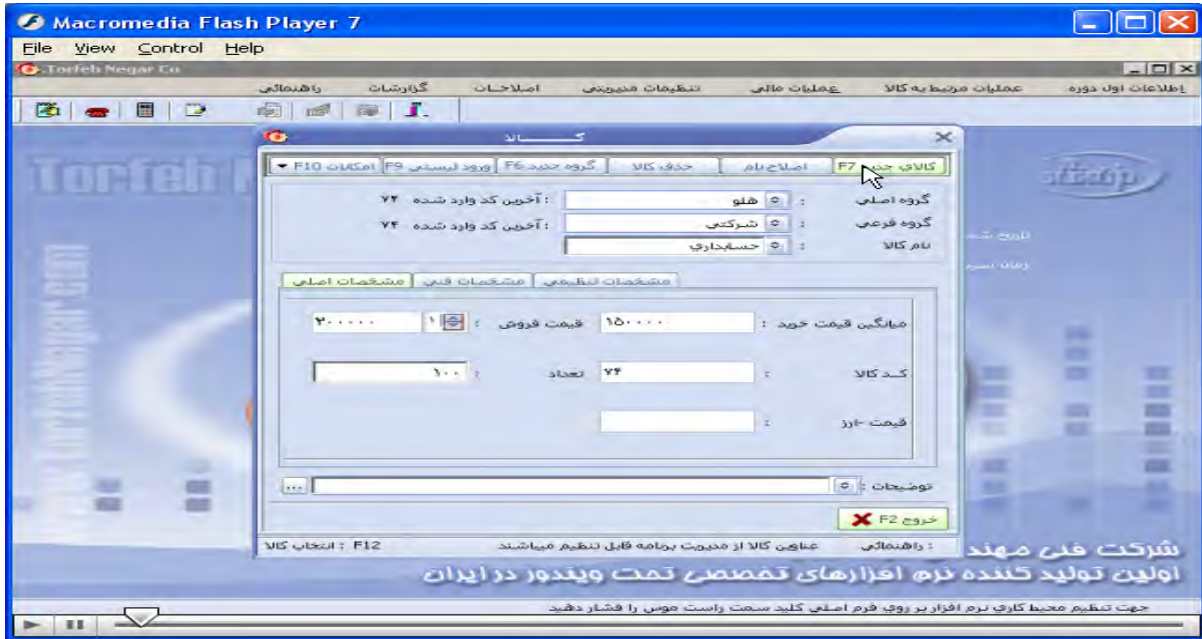 Macromedia Flash Player 7
File View Control Help
Torfeh Negar Co
اطلاعات اول دوره عملیات مرتبط به کالا عملیات مالی تنظیمات مدیریتی اصلاحات گزارشات راهنمائی
کــــالا
کالای جدید F7 اصلاح نام حذف کالا گروه جدید F6 ورود لیستی F9 امکانات F10
گروه اصلی : هلو : آخرین کد وارد شده ۷۴
گروه فرعی : شرکتی : آخرین کد وارد شده ۷۴
نام کالا : حسابداری
مشخصات اصلی مشخصات فنی مشخصات تنظیمی
میانگین قیمت خرید : ۱۵۰۰۰۰ قیمت فروش : ۱ ۲۰۰۰۰۰
کــد کالا : ۷۴ تعداد : ۱۰۰
قیمت -ارز :
توضیحات : ...
خروج F2
راهنمائی : عناوین کالا از مدیریت برنامه قابل تنظیم میباشند F12 : انتخاب کالا
شرکت فنی مهند
اولین تولید کننده نرم افزارهای تخصصی تحت ویندوز در ایران
جهت تنظیم محیط کاری نرم افزار بر روی فرم اصلی کلید سمت راست موس را فشار دهید